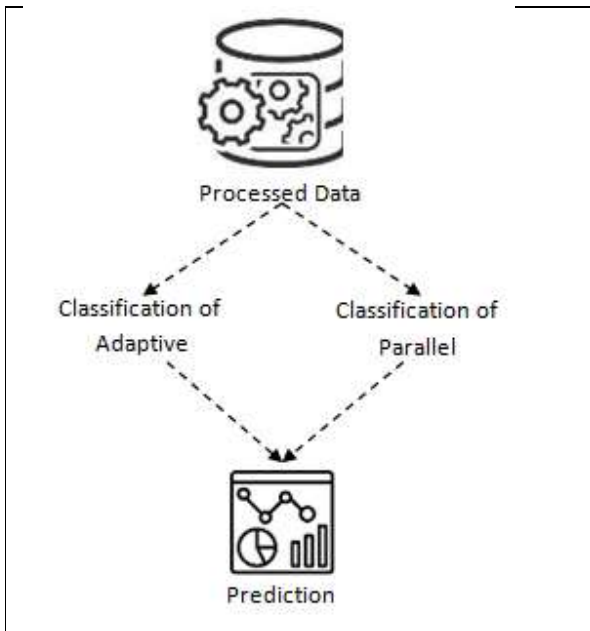 Processed Data
Classification of
Adaptive
Classification of
Parallel
Prediction